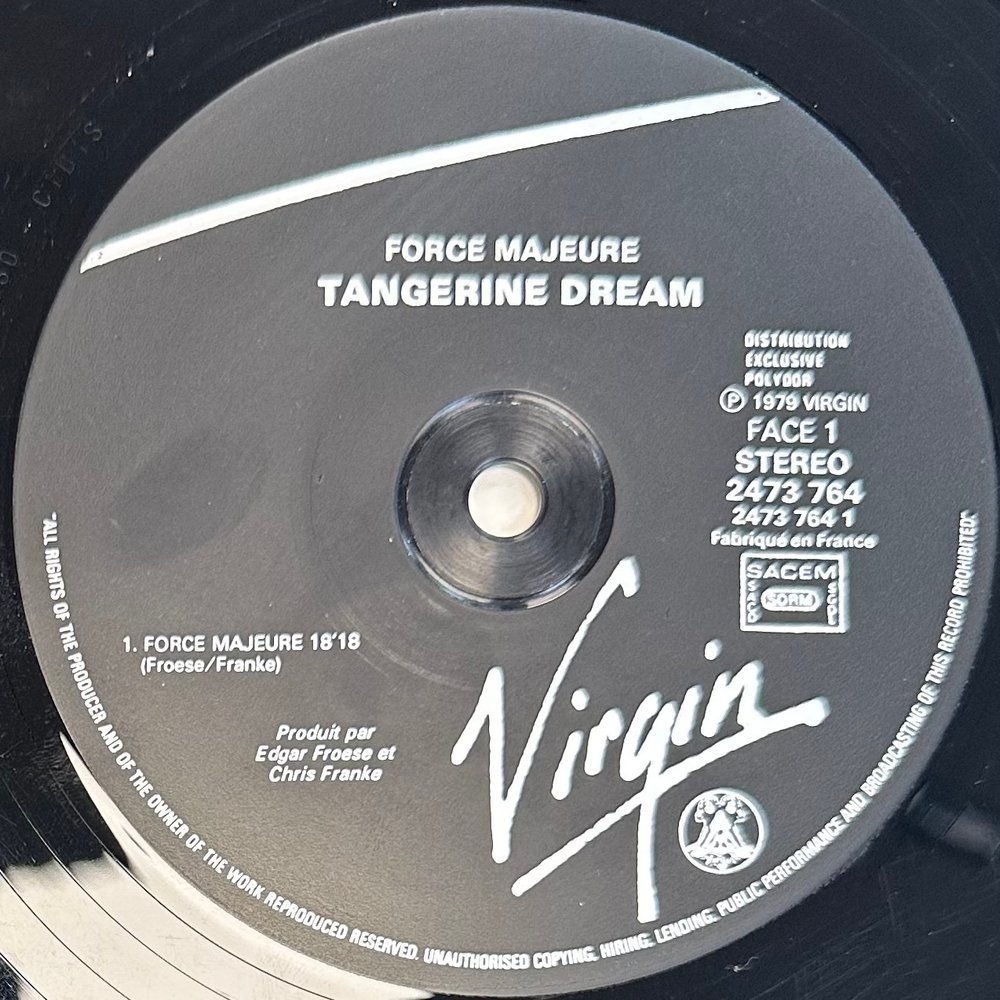 FORCE MAJEURE
TANGERINE DREAM
DISTRIBUTION
EXCLUSIVE
POLYDOR
Ⓟ 1979 VIRGIN
FACE 1
STEREO
2473 764
2473 764 1
Fabriqué en France
SACEM
SACD SDRM SGDL
1. FORCE MAJEURE 18'18
(Froese/Franke)
Produit par
Edgar Froese et
Chris Franke
Virgin
"ALL RIGHTS OF THE PRODUCER AND OF THE OWNER OF THE WORK REPRODUCED RESERVED. UNAUTHORISED COPYING, HIRING, LENDING, PUBLIC PERFORMANCE AND BROADCASTING OF THIS RECORD PROHIBITED."